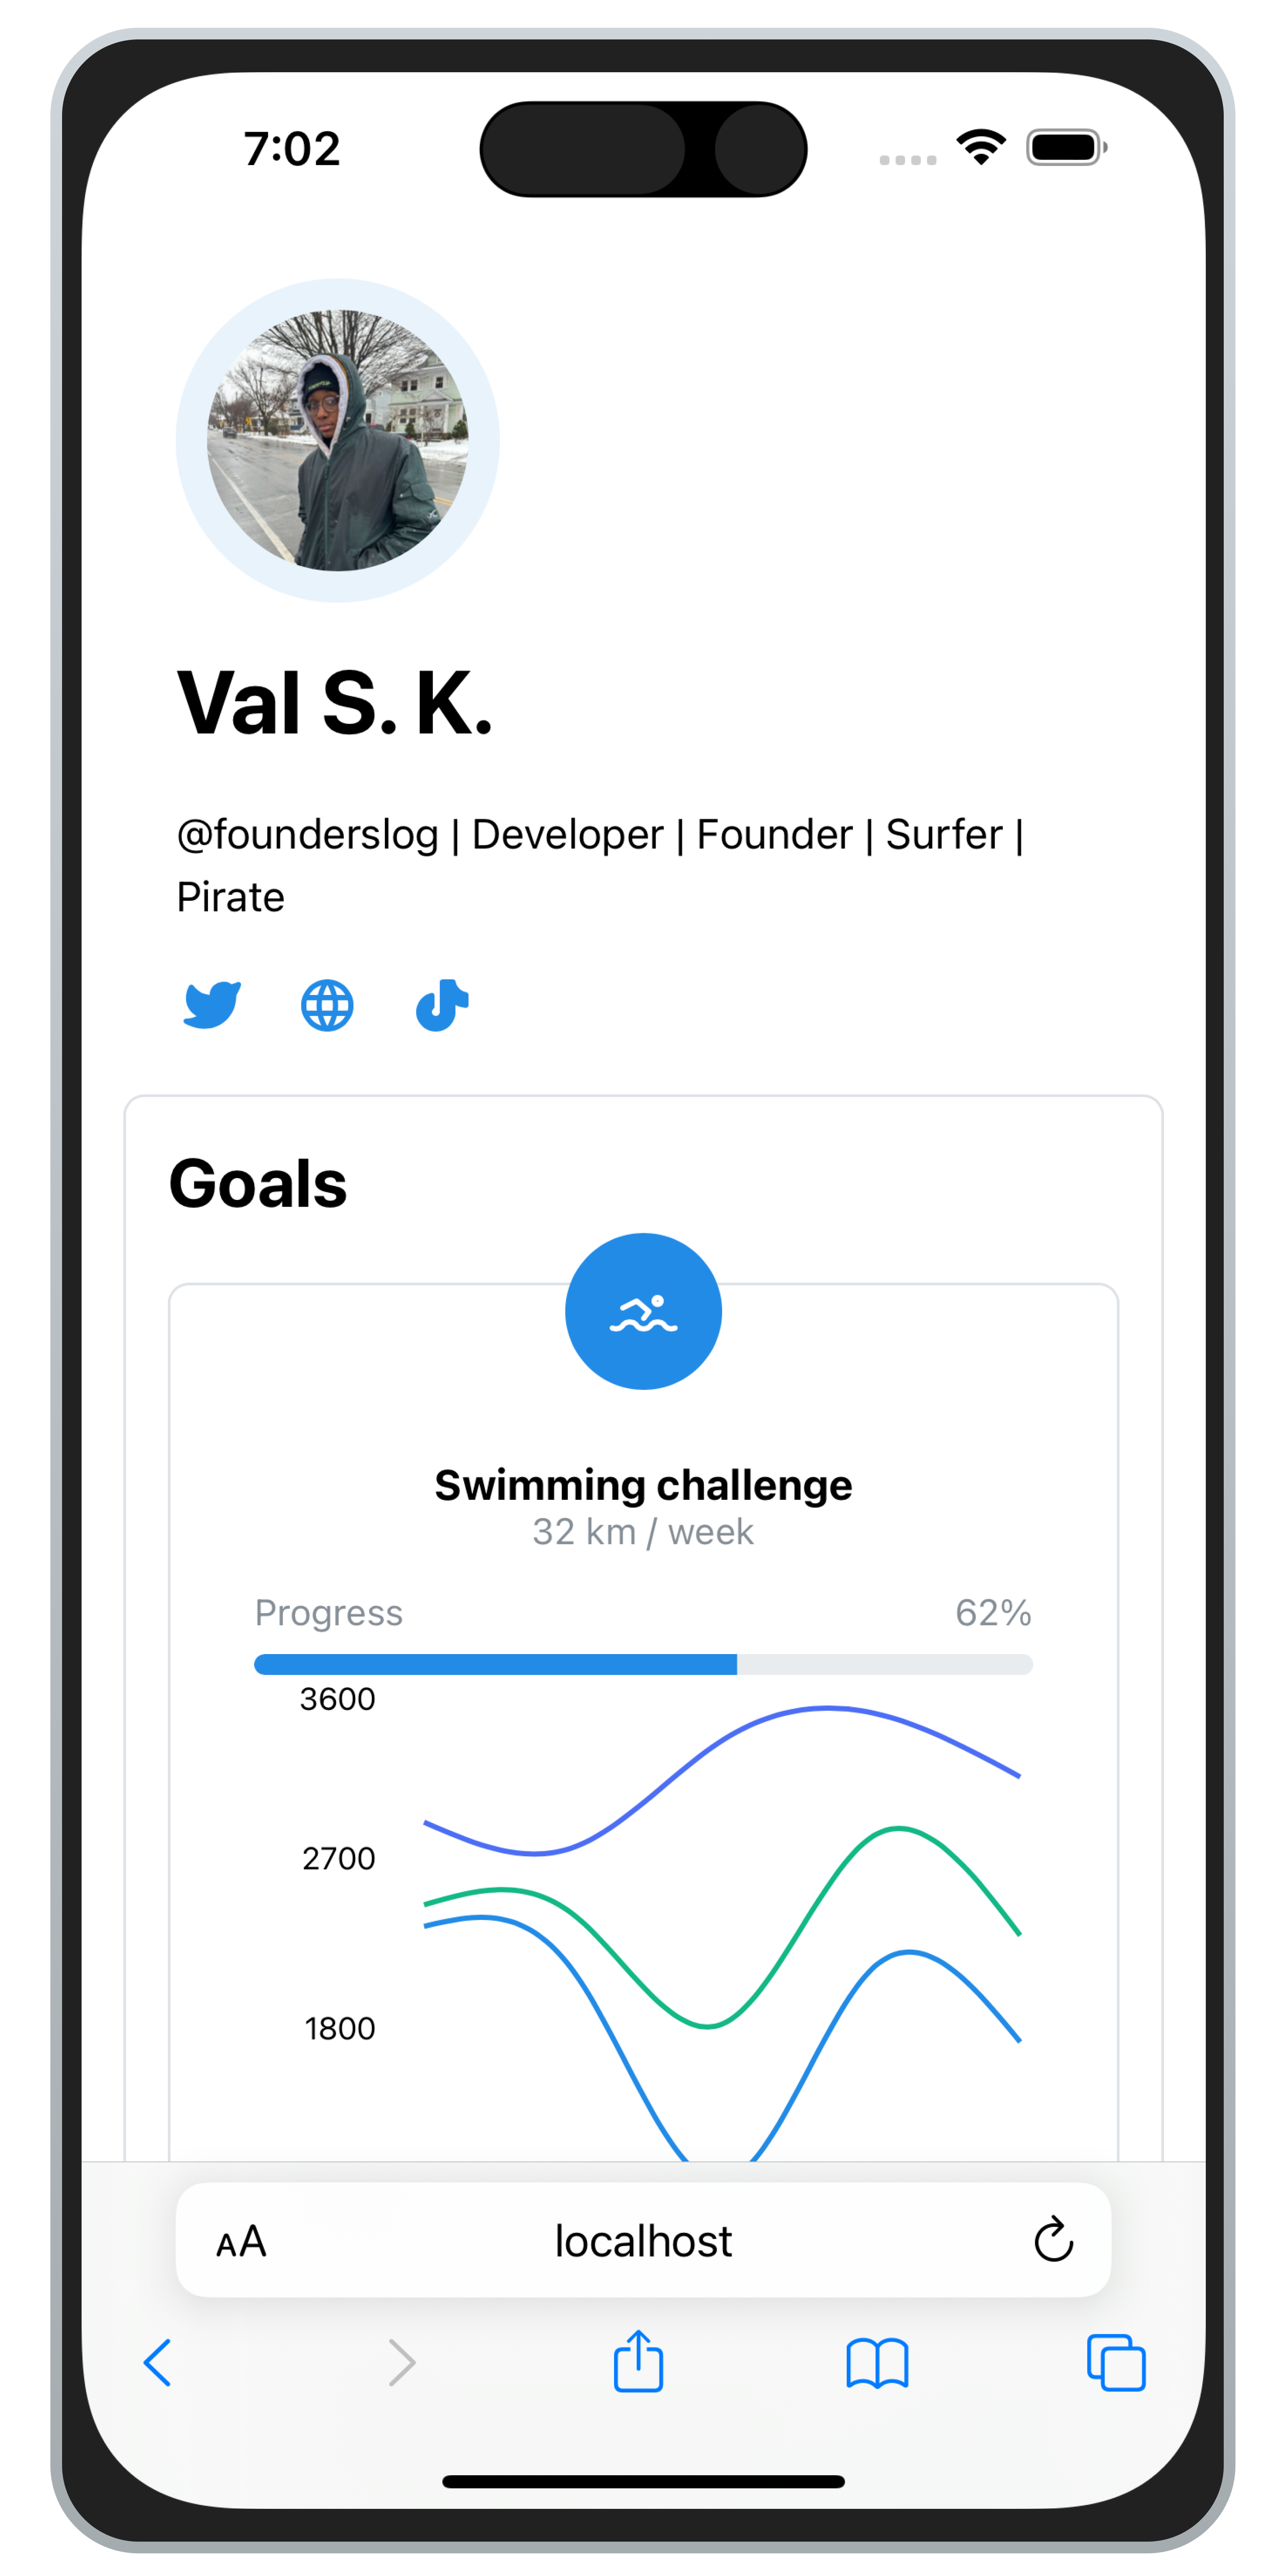 7:02
Val S. K.
@founderslog | Developer | Founder | Surfer |
Pirate
Goals
Swimming challenge
32 km / week
Progress 62%
3600
2700
1800
AA localhost